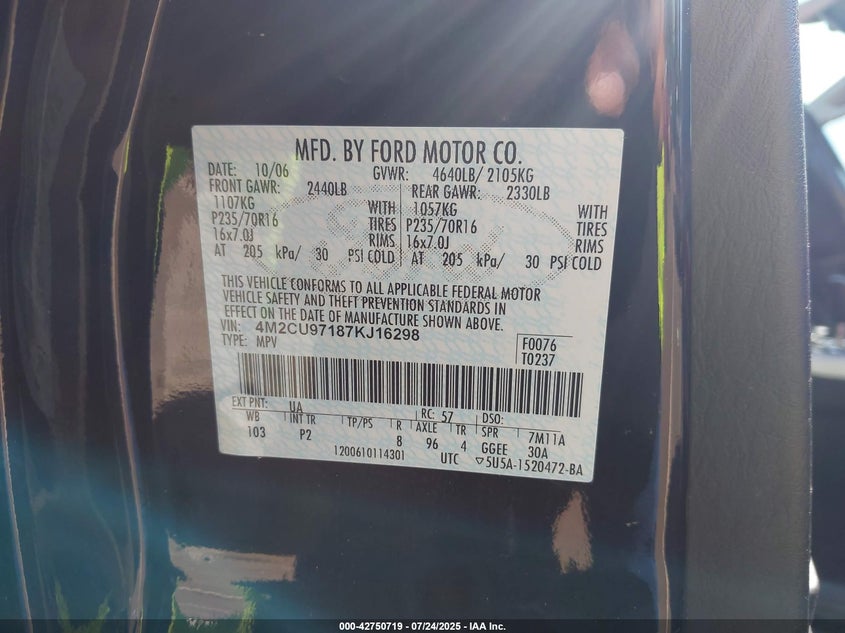 MFD. BY FORD MOTOR CO.
DATE: 10/06 GVWR: 4640LB/ 2105KG
FRONT GAWR: 2440LB REAR GAWR: 2330LB
1107KG WITH 1057KG WITH
P235/70R16 TIRES P235/70R16 TIRES
16x7.0J RIMS 16x7.0J RIMS
AT 205 kPa/ 30 PSI COLD AT 205 kPa/ 30 PSI COLD
THIS VEHICLE CONFORMS TO ALL APPLICABLE FEDERAL MOTOR
VEHICLE SAFETY AND THEFT PREVENTION STANDARDS IN
EFFECT ON THE DATE OF MANUFACTURE SHOWN ABOVE.
VIN: 4M2CU97187KJ16298
TYPE: MPV
F0076
T0237
EXT PNT: UA RC: 57 DSO:
WB INT TR TP/PS R AXLE TR SPR 7M11A
103 P2 8 96 4 GGEE 30A
1200610114301 UTC ▽5U5A-1520472-BA
000-42750719 - 07/24/2025 - IAA Inc.